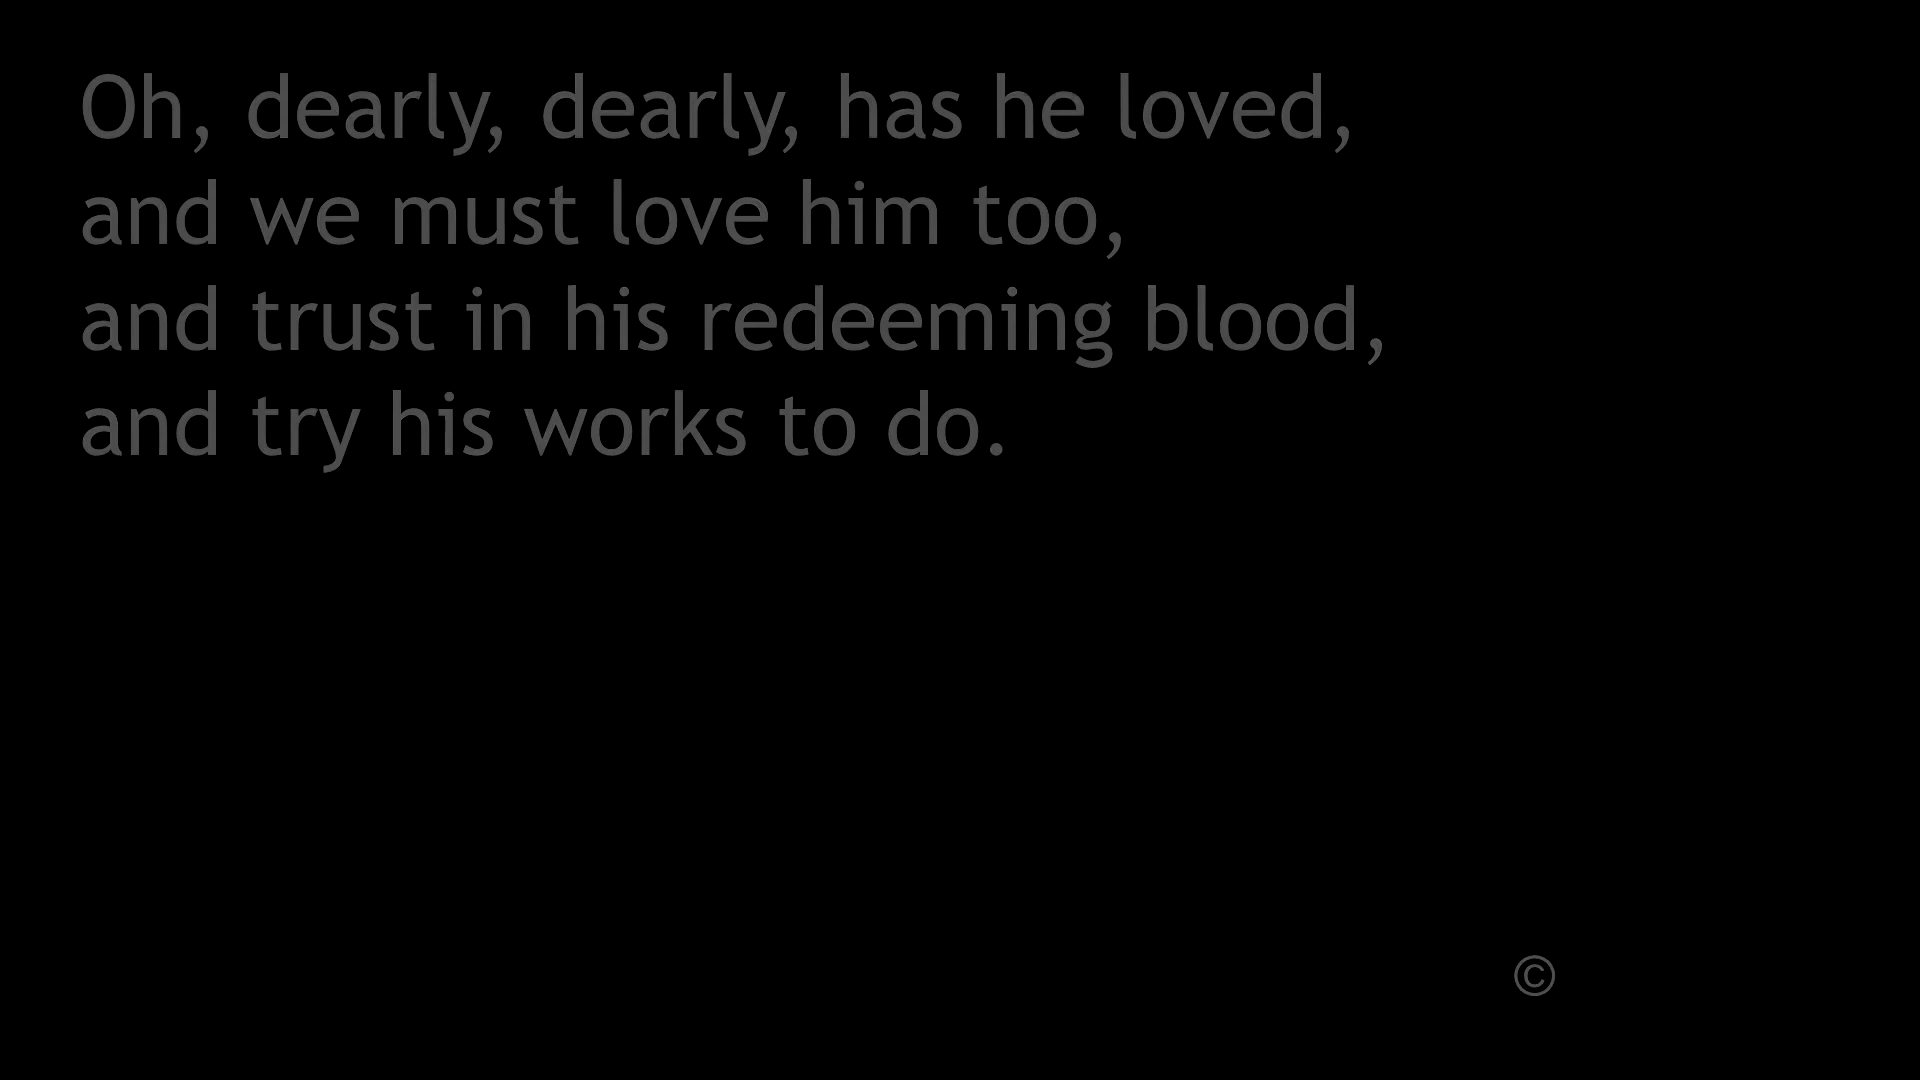 Oh, dearly, dearly, has he loved,
and we must love him too,
and trust in his redeeming blood,
and try his works to do.
©